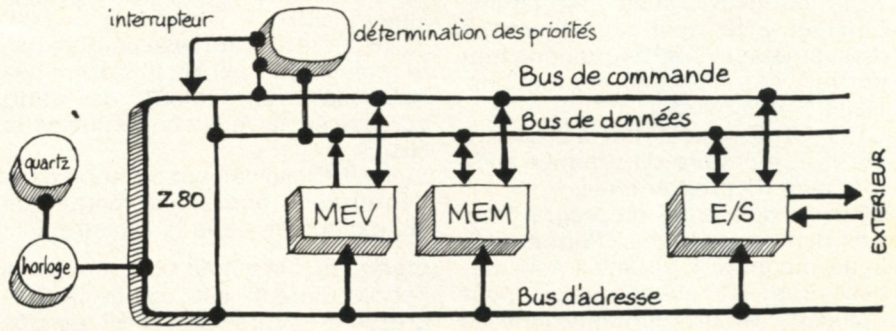 interrupteur
détermination des priorités
Bus de commande
Bus de données
quartz
Z80
MEV
MEM
E/S
EXTERIEUR
horloge
Bus d'adresse